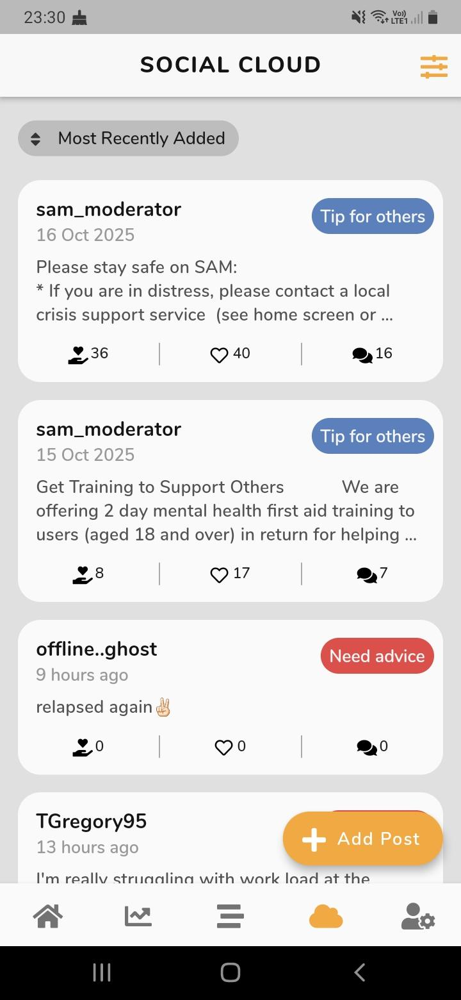 23:30
Vo))
LTE1
SOCIAL CLOUD
Most Recently Added
sam_moderator
Tip for others
16 Oct 2025
Please stay safe on SAM:
* If you are in distress, please contact a local
crisis support service  (see home screen or ...
36
40
16
sam_moderator
Tip for others
15 Oct 2025
Get Training to Support Others We are
offering 2 day mental health first aid training to
users (aged 18 and over) in return for helping ...
8
17
7
offline..ghost
Need advice
9 hours ago
relapsed again✌🏻
0
0
0
TGregory95
13 hours ago
Add Post
I'm really struggling with work load at the